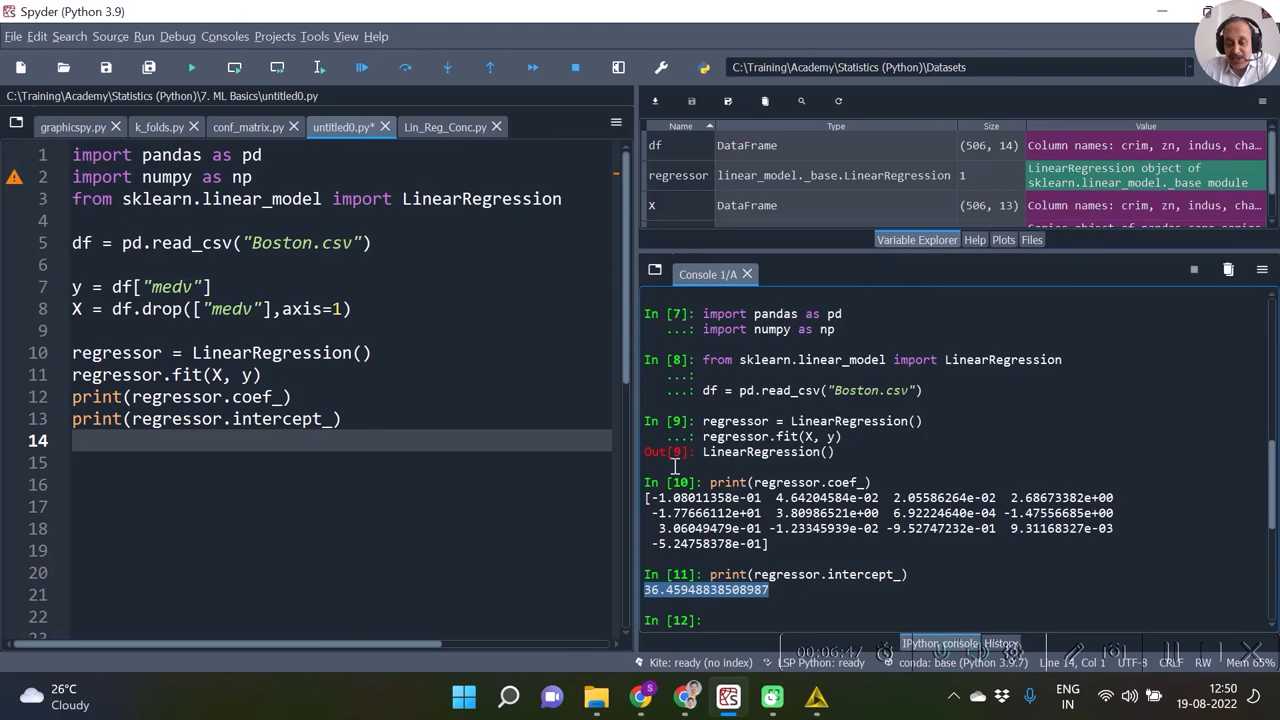 Spyder (Python 3.9)
File Edit Search Source Run Debug Consoles Projects Tools View Help
C:\Training\Academy\Statistics (Python)\Datasets
C:\Training\Academy\Statistics (Python)\7. ML Basics\untitled0.py
graphicspy.py k_folds.py conf_matrix.py untitled0.py* Lin_Reg_Conc.py
1 import pandas as pd
2 import numpy as np
3 from sklearn.linear_model import LinearRegression
4
5 df = pd.read_csv("Boston.csv")
6
7 y = df["medv"]
8 X = df.drop(["medv"],axis=1)
9
10 regressor = LinearRegression()
11 regressor.fit(X, y)
12 print(regressor.coef_)
13 print(regressor.intercept_)
14
15
16
17
18
19
20
21
22
23
Name Type Size Value
df DataFrame (506, 14) Column names: crim, zn, indus, cha…
regressor linear_model._base.LinearRegression 1 LinearRegression object of
sklearn.linear_model._base module
X DataFrame (506, 13) Column names: crim, zn, indus, cha…
Variable Explorer Help Plots Files
Console 1/A
In [7]: import pandas as pd
...: import numpy as np
In [8]: from sklearn.linear_model import LinearRegression
...:
...: df = pd.read_csv("Boston.csv")
In [9]: regressor = LinearRegression()
...: regressor.fit(X, y)
Out[9]: LinearRegression()
In [10]: print(regressor.coef_)
[-1.08011358e-01 4.64204584e-02 2.05586264e-02 2.68673382e+00
-1.77666112e+01 3.80986521e+00 6.92224640e-04 -1.47556685e+00
3.06049479e-01 -1.23345939e-02 -9.52747232e-01 9.31168327e-03
-5.24758378e-01]
In [11]: print(regressor.intercept_)
36.45948838508987
In [12]:
IPython console History
00:06:47
Kite: ready (no index) LSP Python: ready conda: base (Python 3.9.7) Line 14, Col 1 UTF-8 CRLF RW Mem 65%
26°C
Cloudy
ENG
IN
12:50
19-08-2022